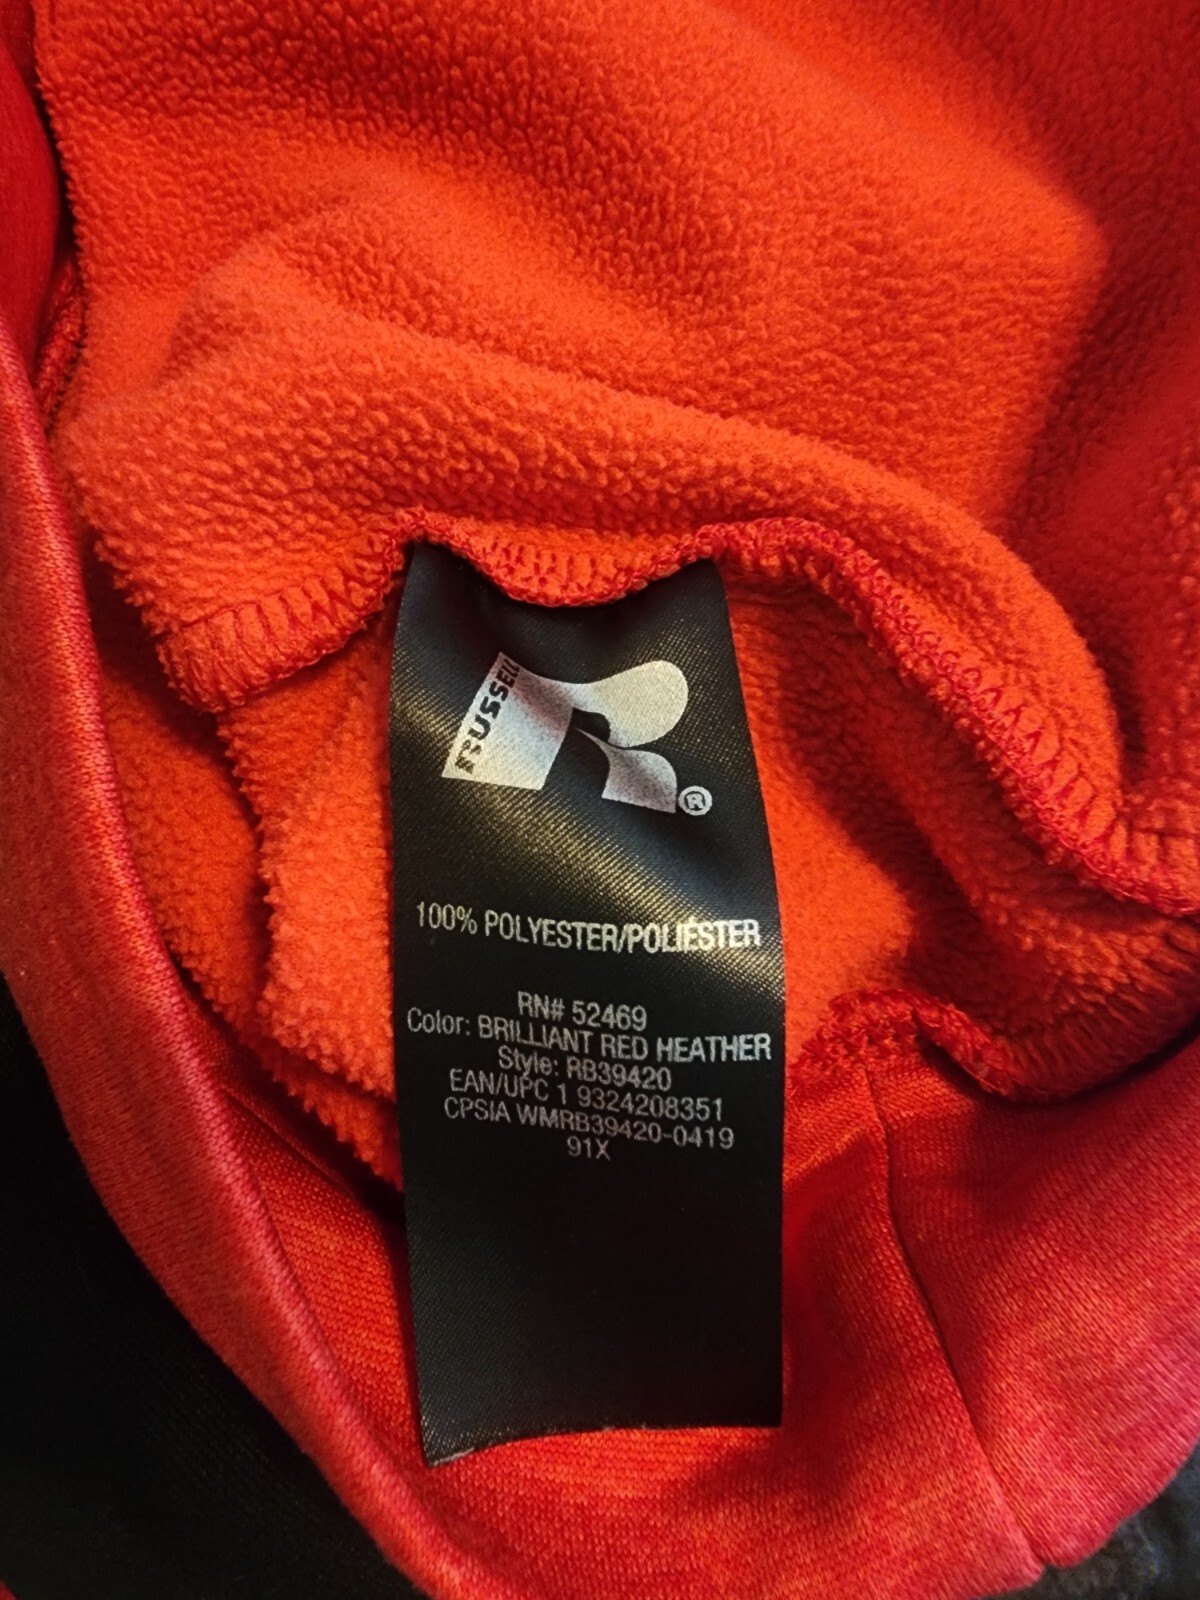 RUSSELL
R®
100% POLYESTER/POLIÉSTER
RN# 52469
Color: BRILLIANT RED HEATHER
Style: RB39420
EAN/UPC 1 9324208351
CPSIA WMRB39420-0419
91X